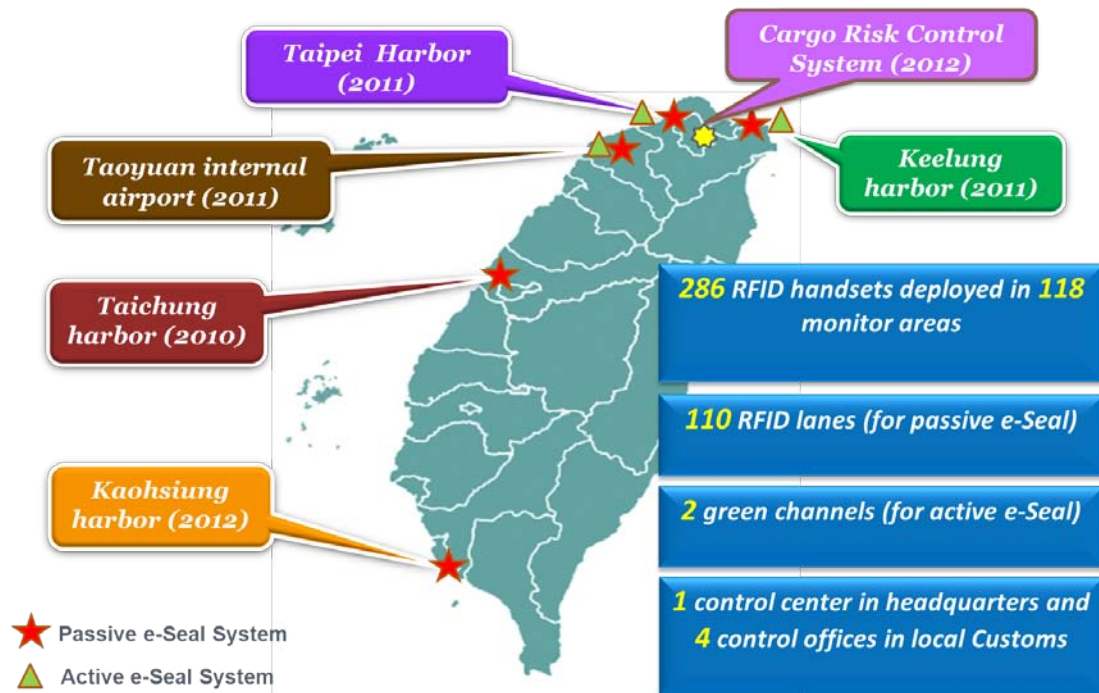 Taipei Harbor
(2011)
Cargo Risk Control
System (2012)
Taoyuan internal
airport (2011)
Keelung
harbor (2011)
Taichung
harbor (2010)
Kaohsiung
harbor (2012)
286 RFID handsets deployed in 118
monitor areas
110 RFID lanes (for passive e-Seal)
2 green channels (for active e-Seal)
1 control center in headquarters and
4 control offices in local Customs
Passive e-Seal System
Active e-Seal System